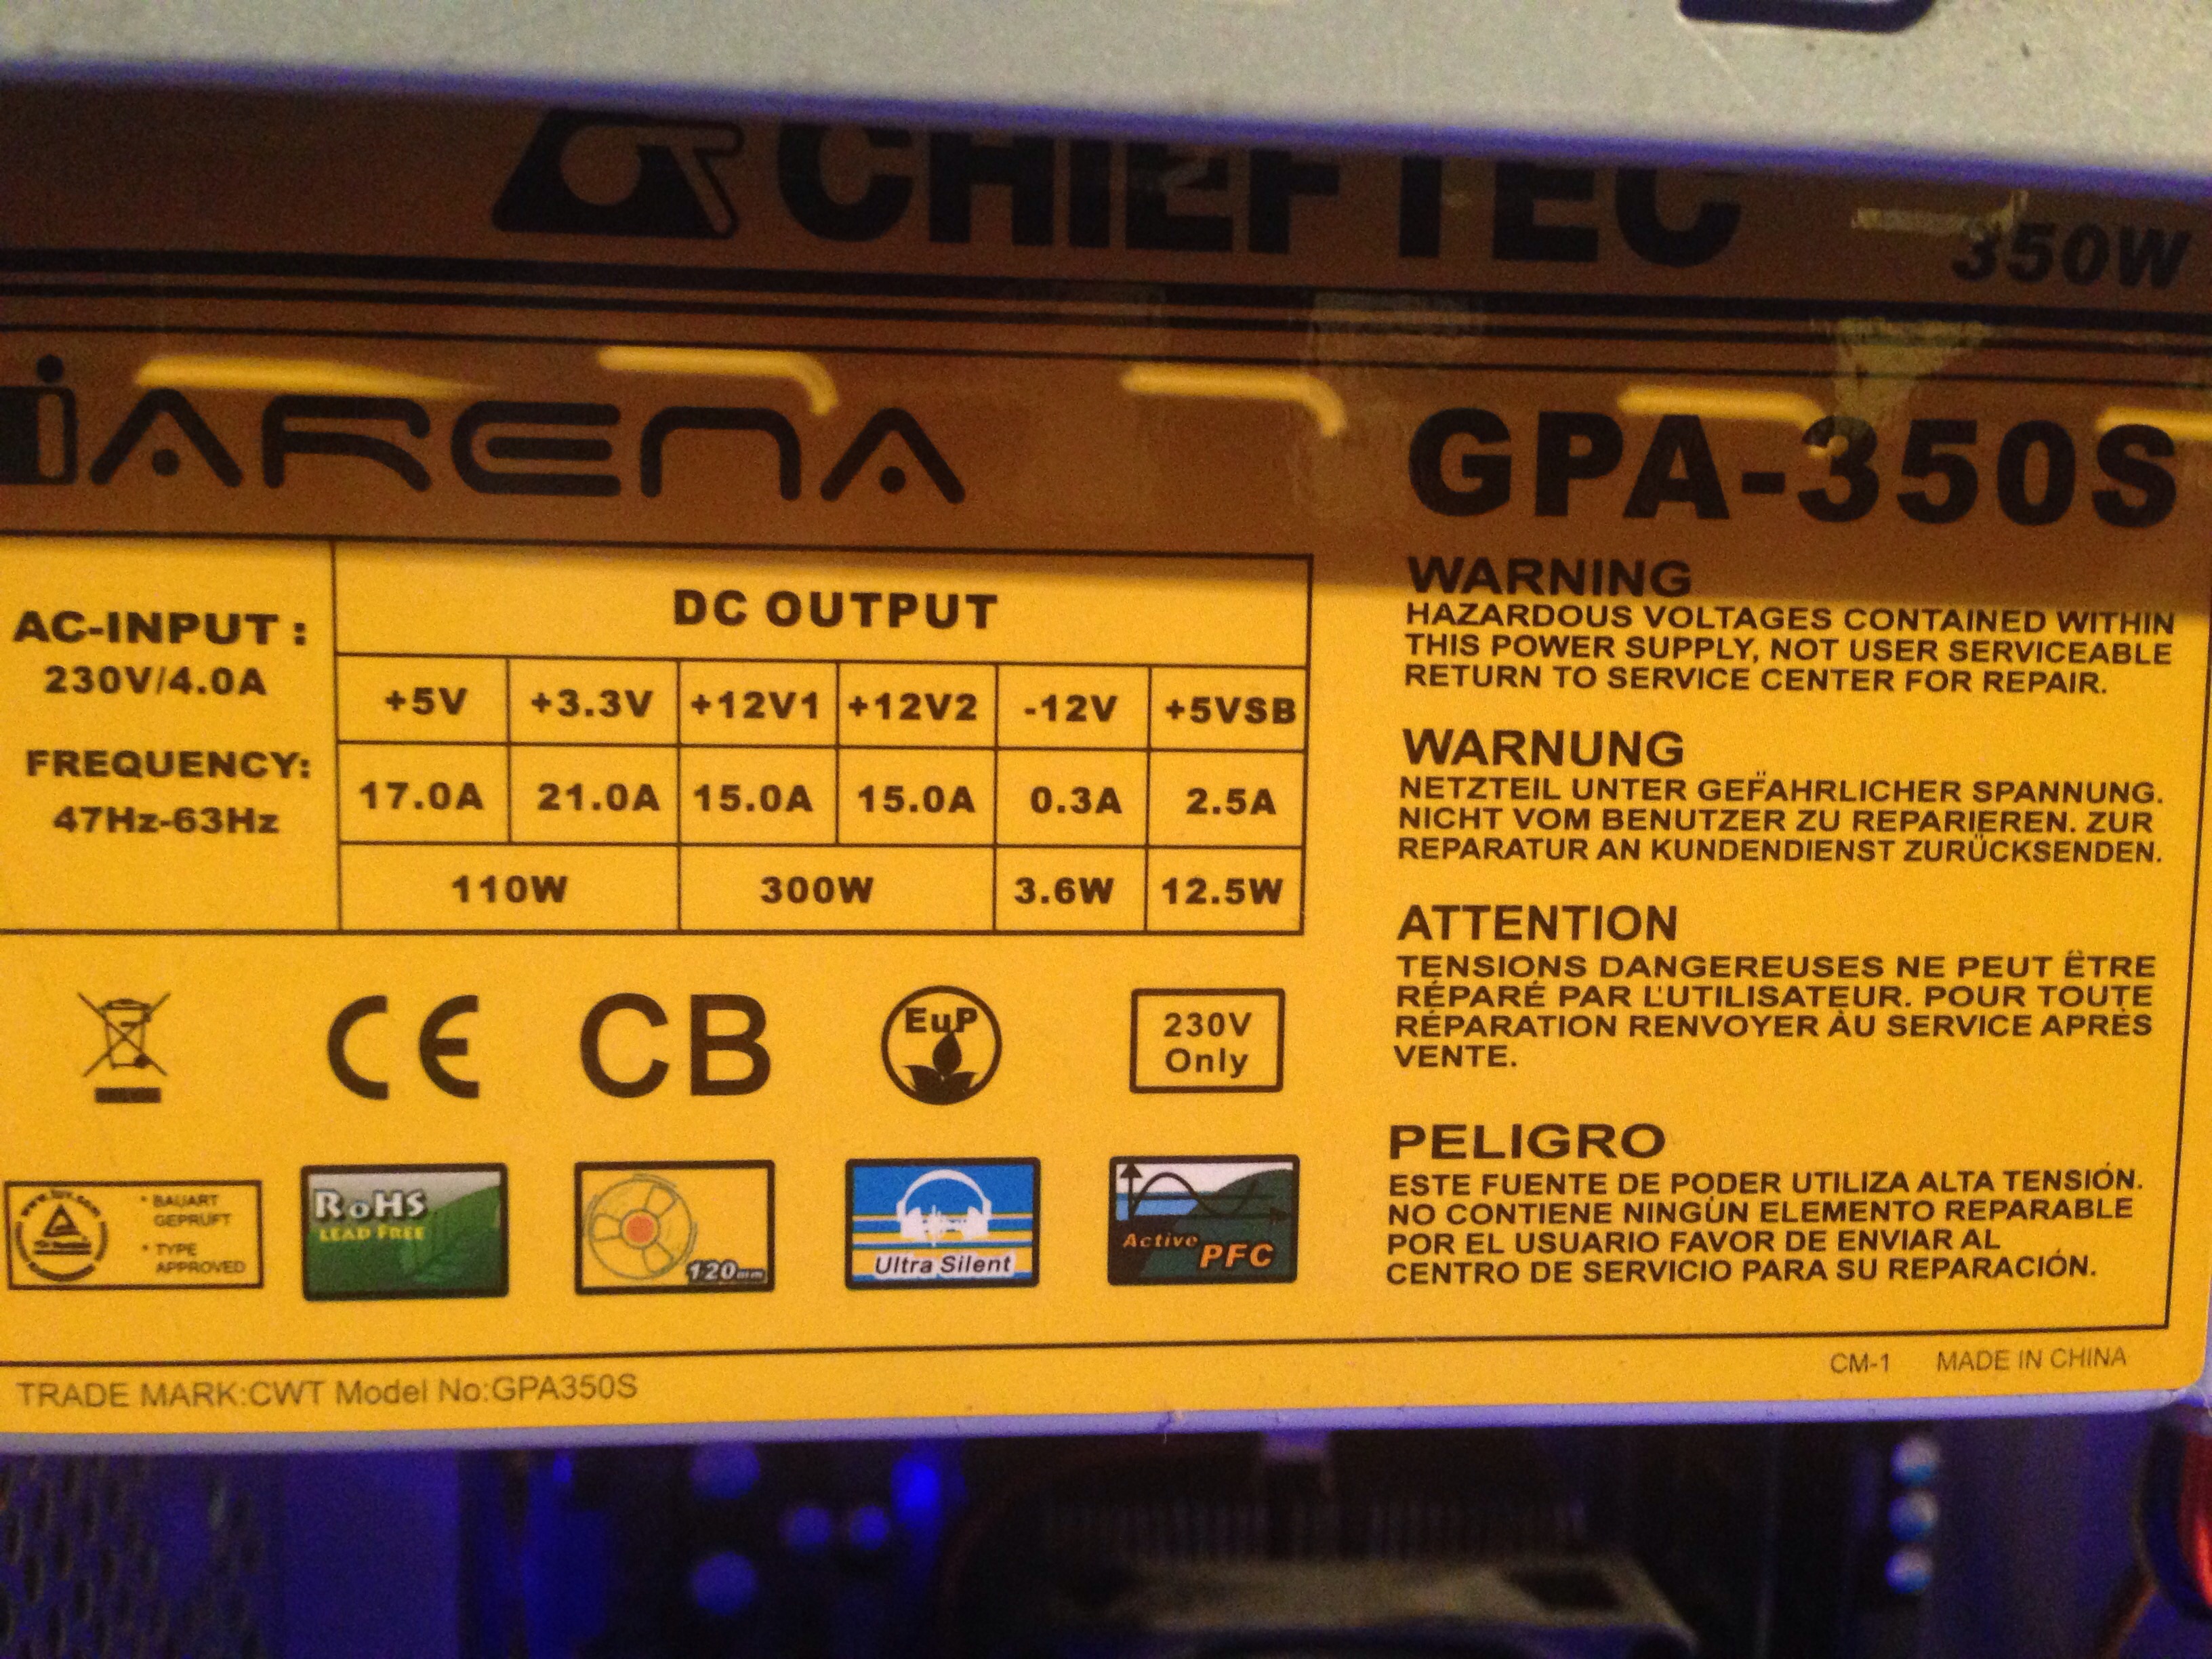 CHIEFTEC
350W
iARENA
GPA-350S
AC-INPUT :
230V/4.0A
FREQUENCY:
47Hz-63Hz
DC OUTPUT
+5V +3.3V +12V1 +12V2 -12V +5VSB
17.0A 21.0A 15.0A 15.0A 0.3A 2.5A
110W 300W 3.6W 12.5W
WARNING
HAZARDOUS VOLTAGES CONTAINED WITHIN
THIS POWER SUPPLY, NOT USER SERVICEABLE
RETURN TO SERVICE CENTER FOR REPAIR.
WARNUNG
NETZTEIL UNTER GEF̈AHRLICHER SPANNUNG.
NICHT VOM BENUTZER ZU REPARIEREN. ZUR
REPARATUR AN KUNDENDIENST ZURÜCKSENDEN.
ATTENTION
TENSIONS DANGEREUSES NE PEUT ËTRE
RÉPARÉ PAR L'UTILISATEUR. POUR TOUTE
RÉPARATION RENVOYER ÀU SERVICE APRÈS
VENTE.
PELIGRO
ESTE FUENTE DE PODER UTILIZA ALTA TENSIÓN.
NO CONTIENE NINGÚN ELEMENTO REPARABLE
POR EL USUARIO FAVOR DE ENVIAR AL
CENTRO DE SERVICIO PARA SU REPARACIÓN.
CE CB EuP
230V
Only
www.tuv.com
• BAUART
GEPRÜFT
• TYPE
APPROVED
RoHS
LEAD FREE
120mm
Ultra Silent
Active
PFC
TRADE MARK:CWT Model No:GPA350S
CM-1 MADE IN CHINA